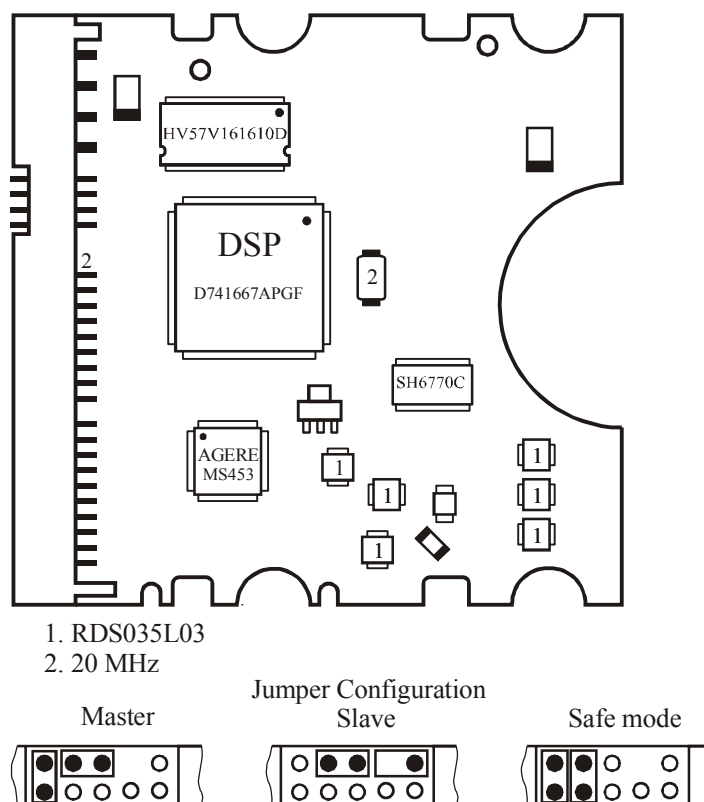 HV57V161610D
DSP
D741667APGF
2
2
SH6770C
AGERE
MS453
1
1
1
1
1
1
1. RDS035L03
2. 20 MHz
Jumper Configuration
Master
Slave
Safe mode